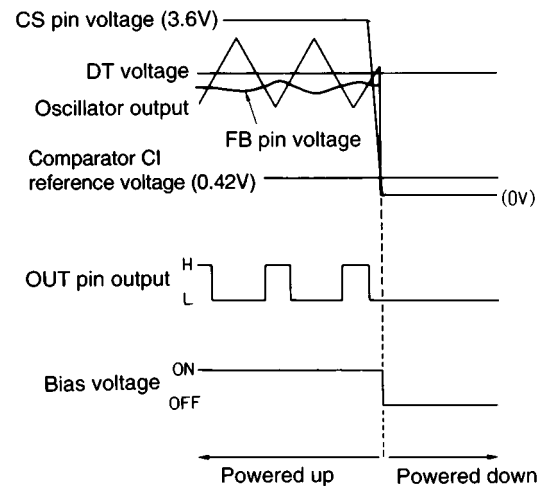 CS pin voltage (3.6V)
DT voltage
Oscillator output
FB pin voltage
Comparator CI
reference voltage (0.42V)
(0V)
H
OUT pin output
L
ON
Bias voltage
OFF
Powered up
Powered down